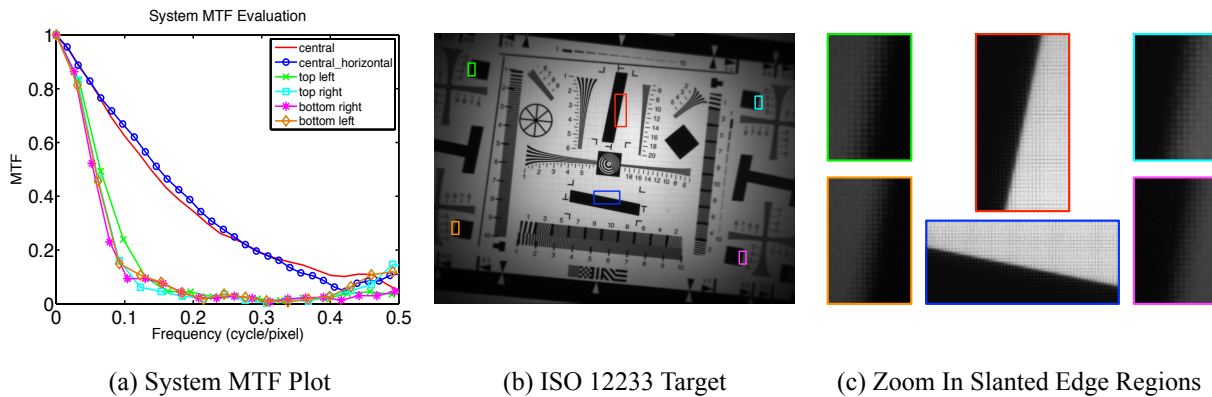 System MTF Evaluation
MTF
1
0.8
0.6
0.4
0.2
0
0 0.1 0.2 0.3 0.4 0.5
Frequency (cycle/pixel)
central
central_horizontal
top left
top right
bottom right
bottom left
(a) System MTF Plot
(b) ISO 12233 Target
(c) Zoom In Slanted Edge Regions